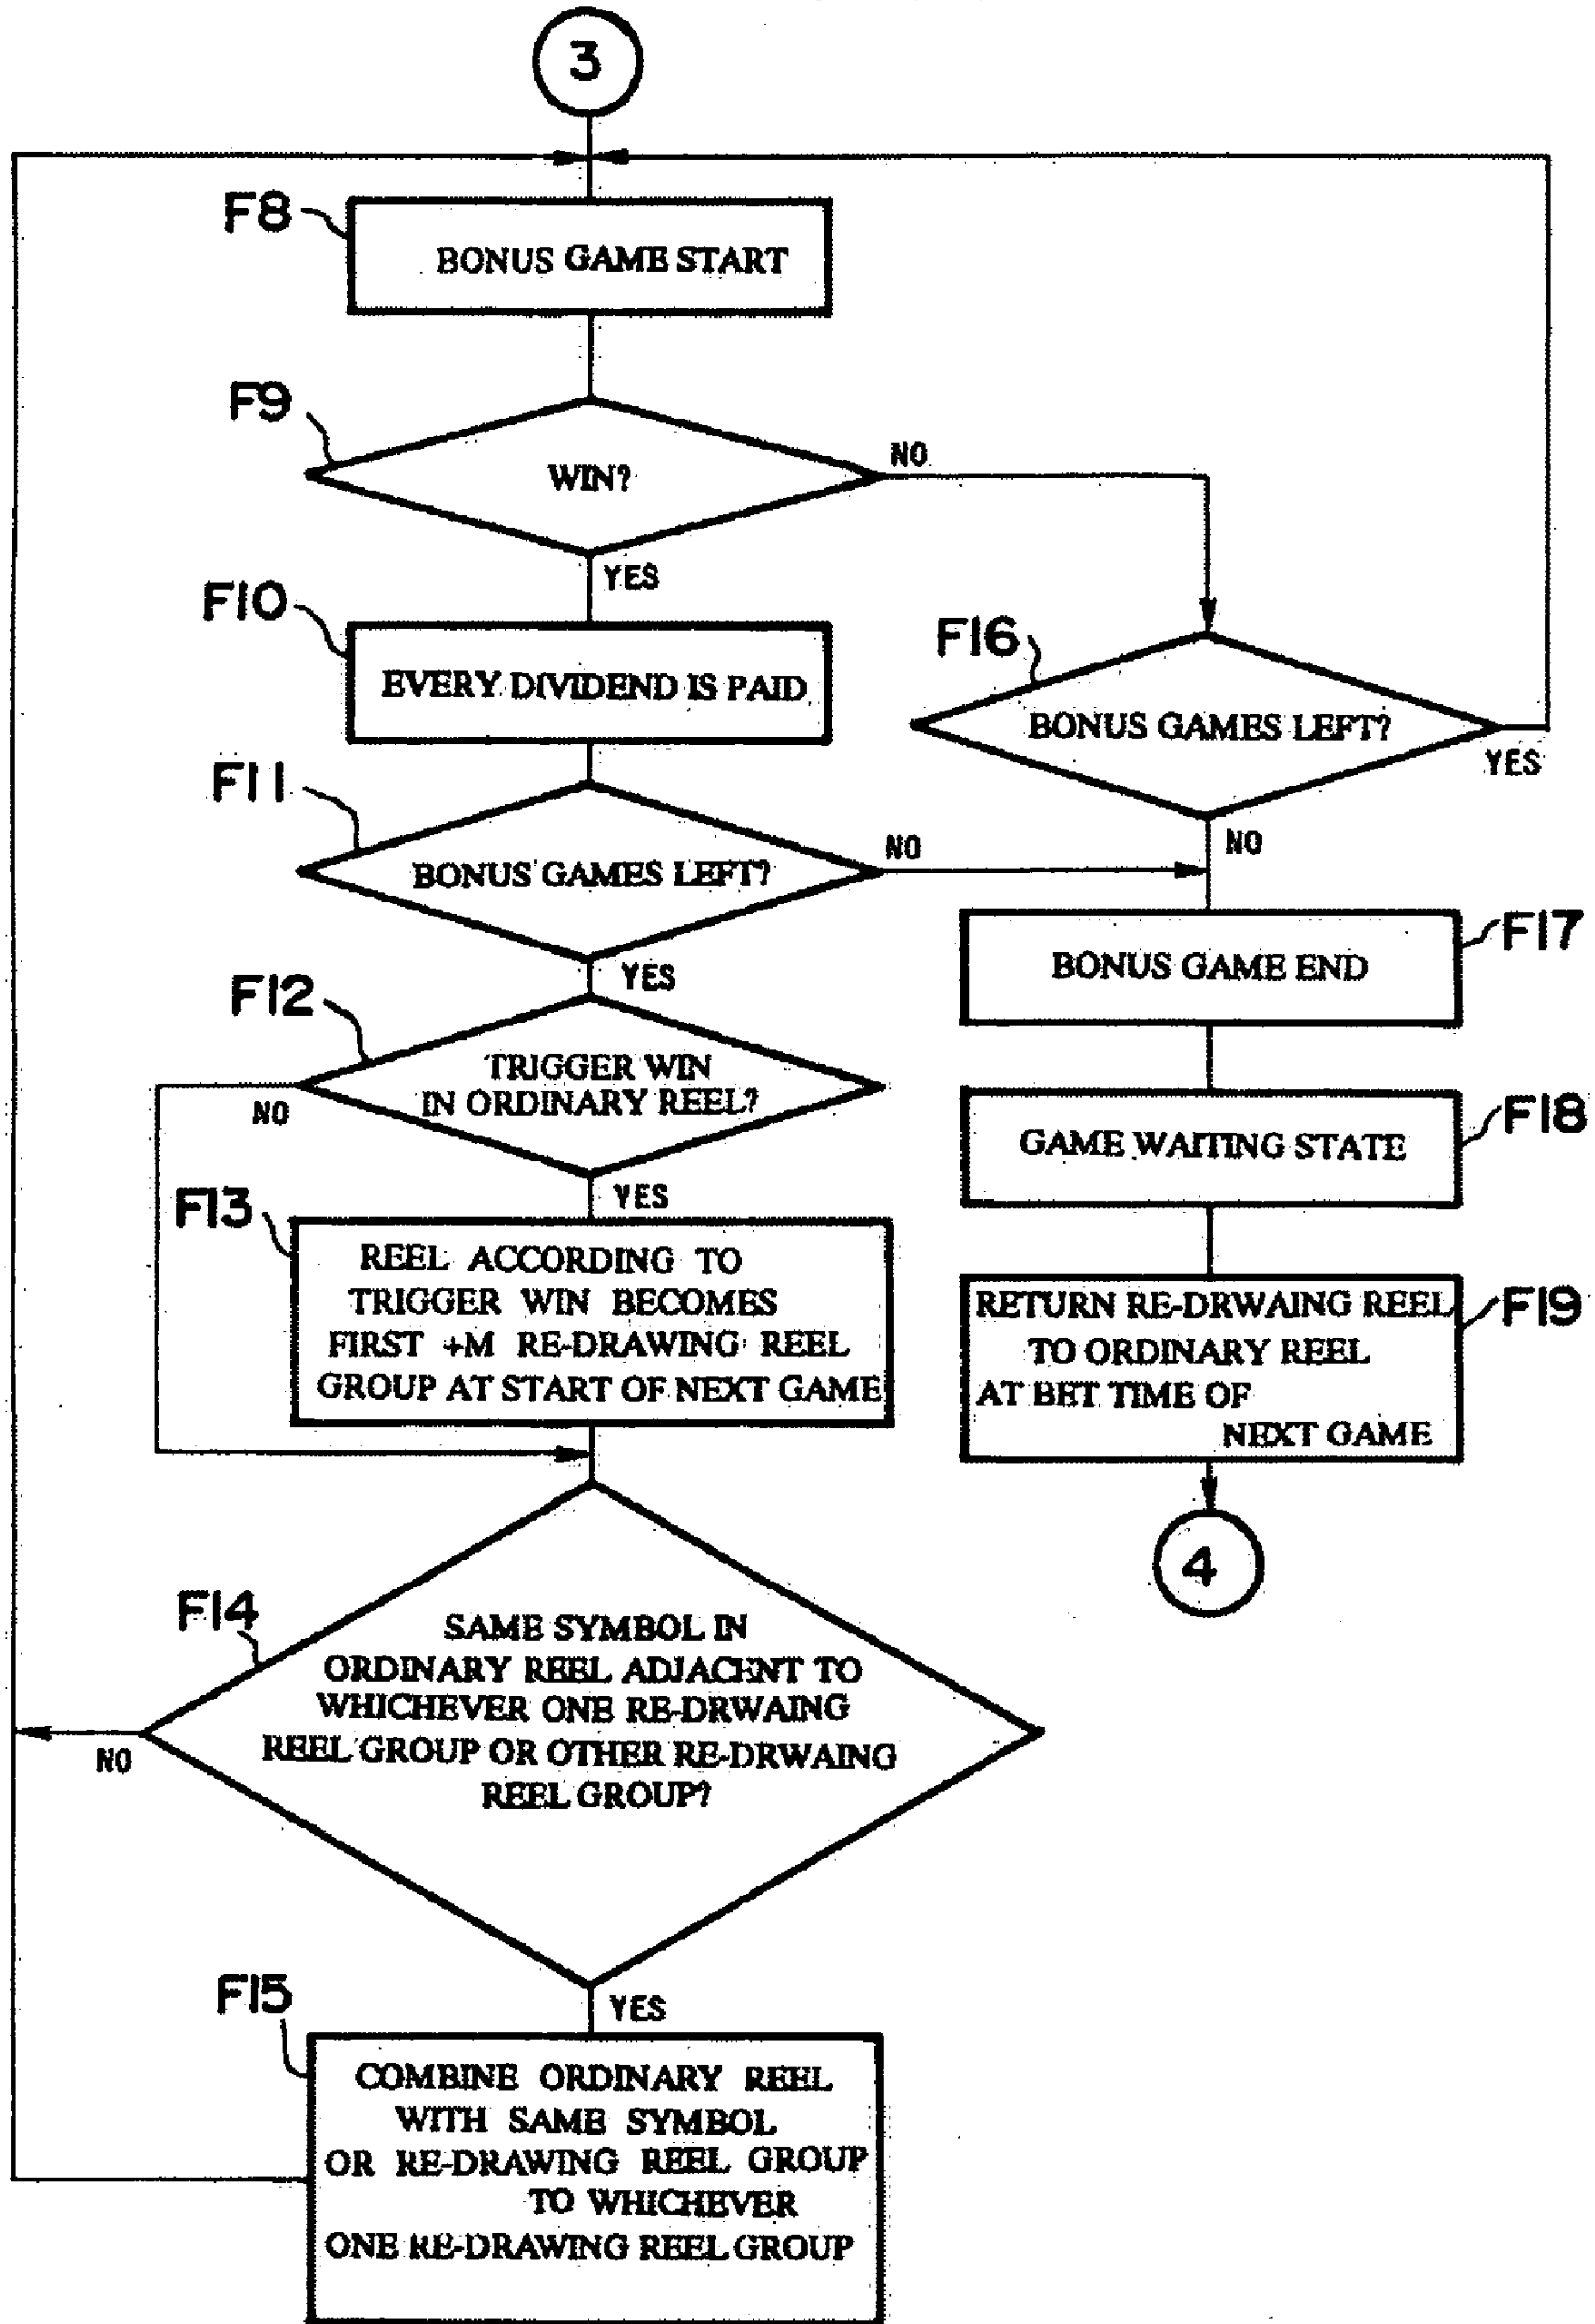 3
F8
BONUS GAME START
F9
WIN?
NO
YES
F10
EVERY DIVIDEND IS PAID
F16
BONUS GAMES LEFT?
YES
NO
F11
BONUS GAMES LEFT?
NO
YES
F17
BONUS GAME END
F12
TRIGGER WIN
IN ORDINARY REEL?
NO
YES
F18
GAME WAITING STATE
F13
REEL ACCORDING TO
TRIGGER WIN BECOMES
FIRST +M RE-DRAWING REEL
GROUP AT START OF NEXT GAME
F19
RETURN RE-DRWAING REEL
TO ORDINARY REEL
AT BET TIME OF
NEXT GAME
4
F14
SAME SYMBOL IN
ORDINARY REEL ADJACENT TO
WHICHEVER ONE RE-DRWAING
REEL GROUP OR OTHER RE-DRWAING
REEL GROUP?
NO
YES
F15
COMBINE ORDINARY REEL
WITH SAME SYMBOL
OR RE-DRAWING REEL GROUP
TO WHICHEVER
ONE RE-DRAWING REEL GROUP